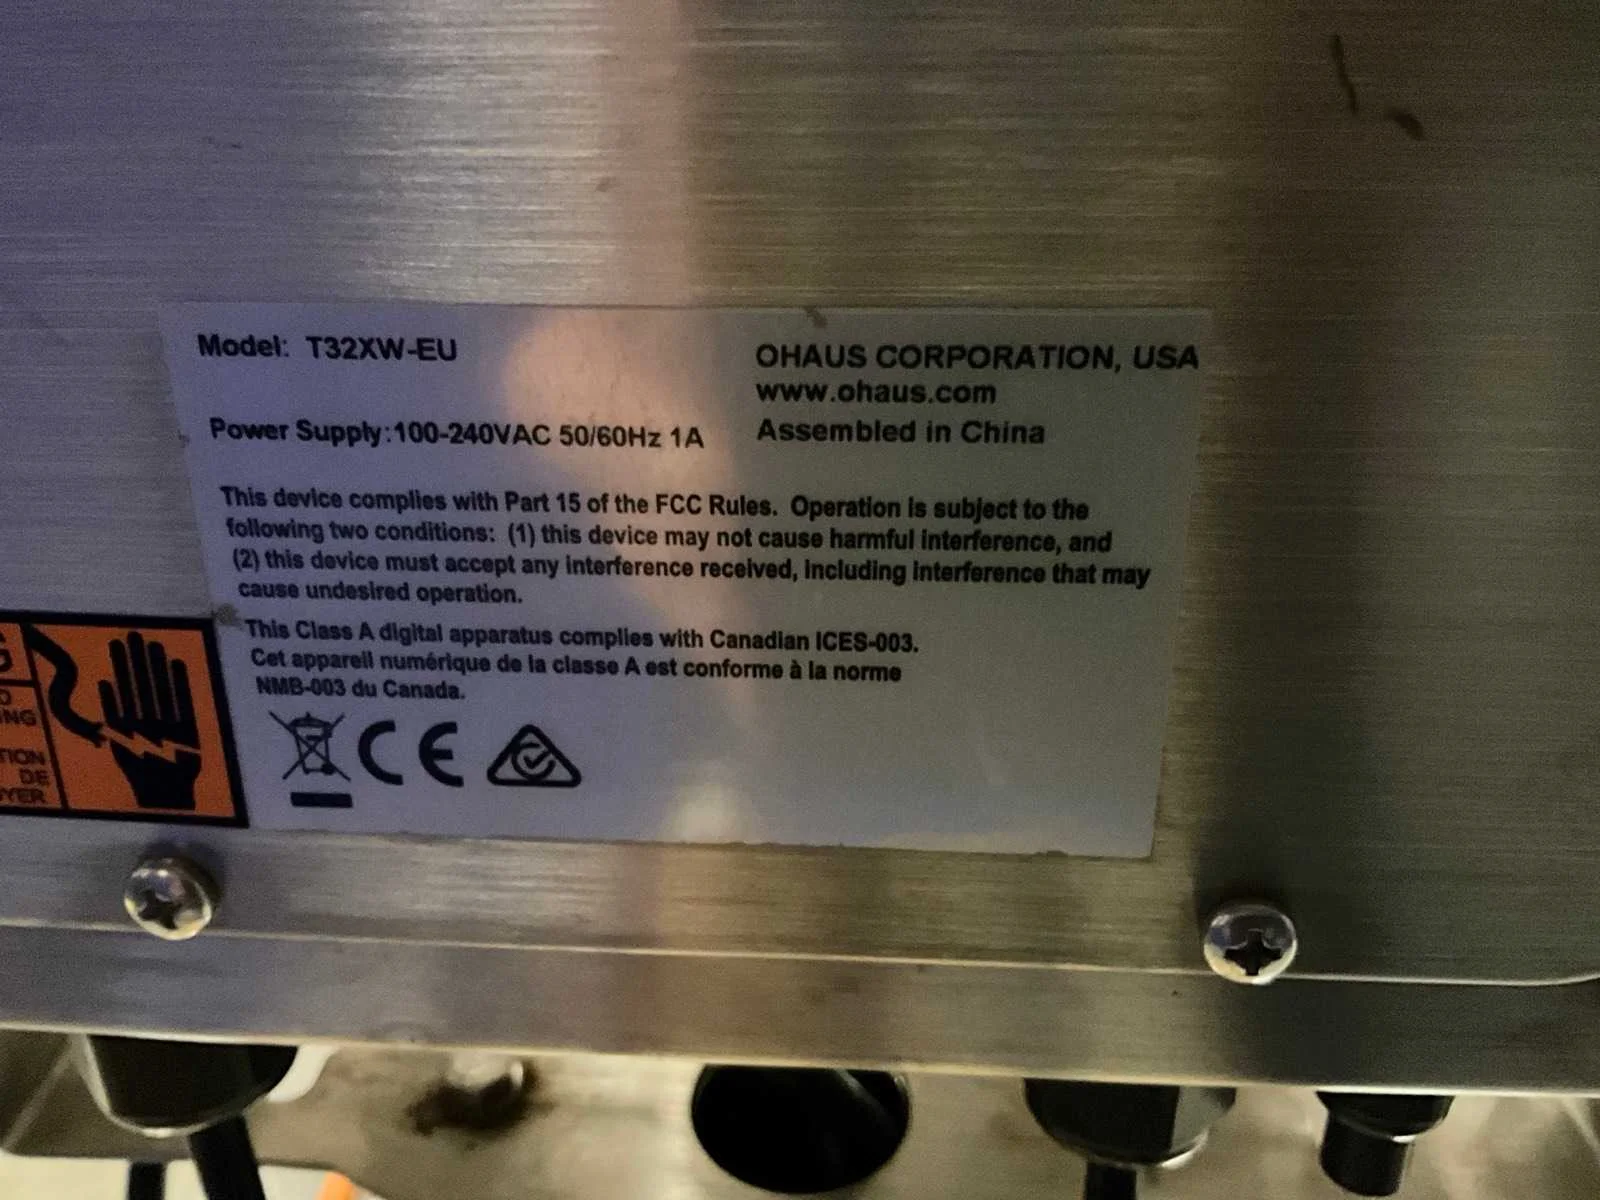 Model: T32XW-EU
OHAUS CORPORATION, USA
www.ohaus.com
Power Supply:100-240VAC 50/60Hz 1A
Assembled in China
This device complies with Part 15 of the FCC Rules. Operation is subject to the
following two conditions: (1) this device may not cause harmful interference, and
(2) this device must accept any interference received, including interference that may
cause undesired operation.
This Class A digital apparatus complies with Canadian ICES-003.
Cet appareil numérique de la classe A est conforme à la norme
NMB-003 du Canada.
CE
DE